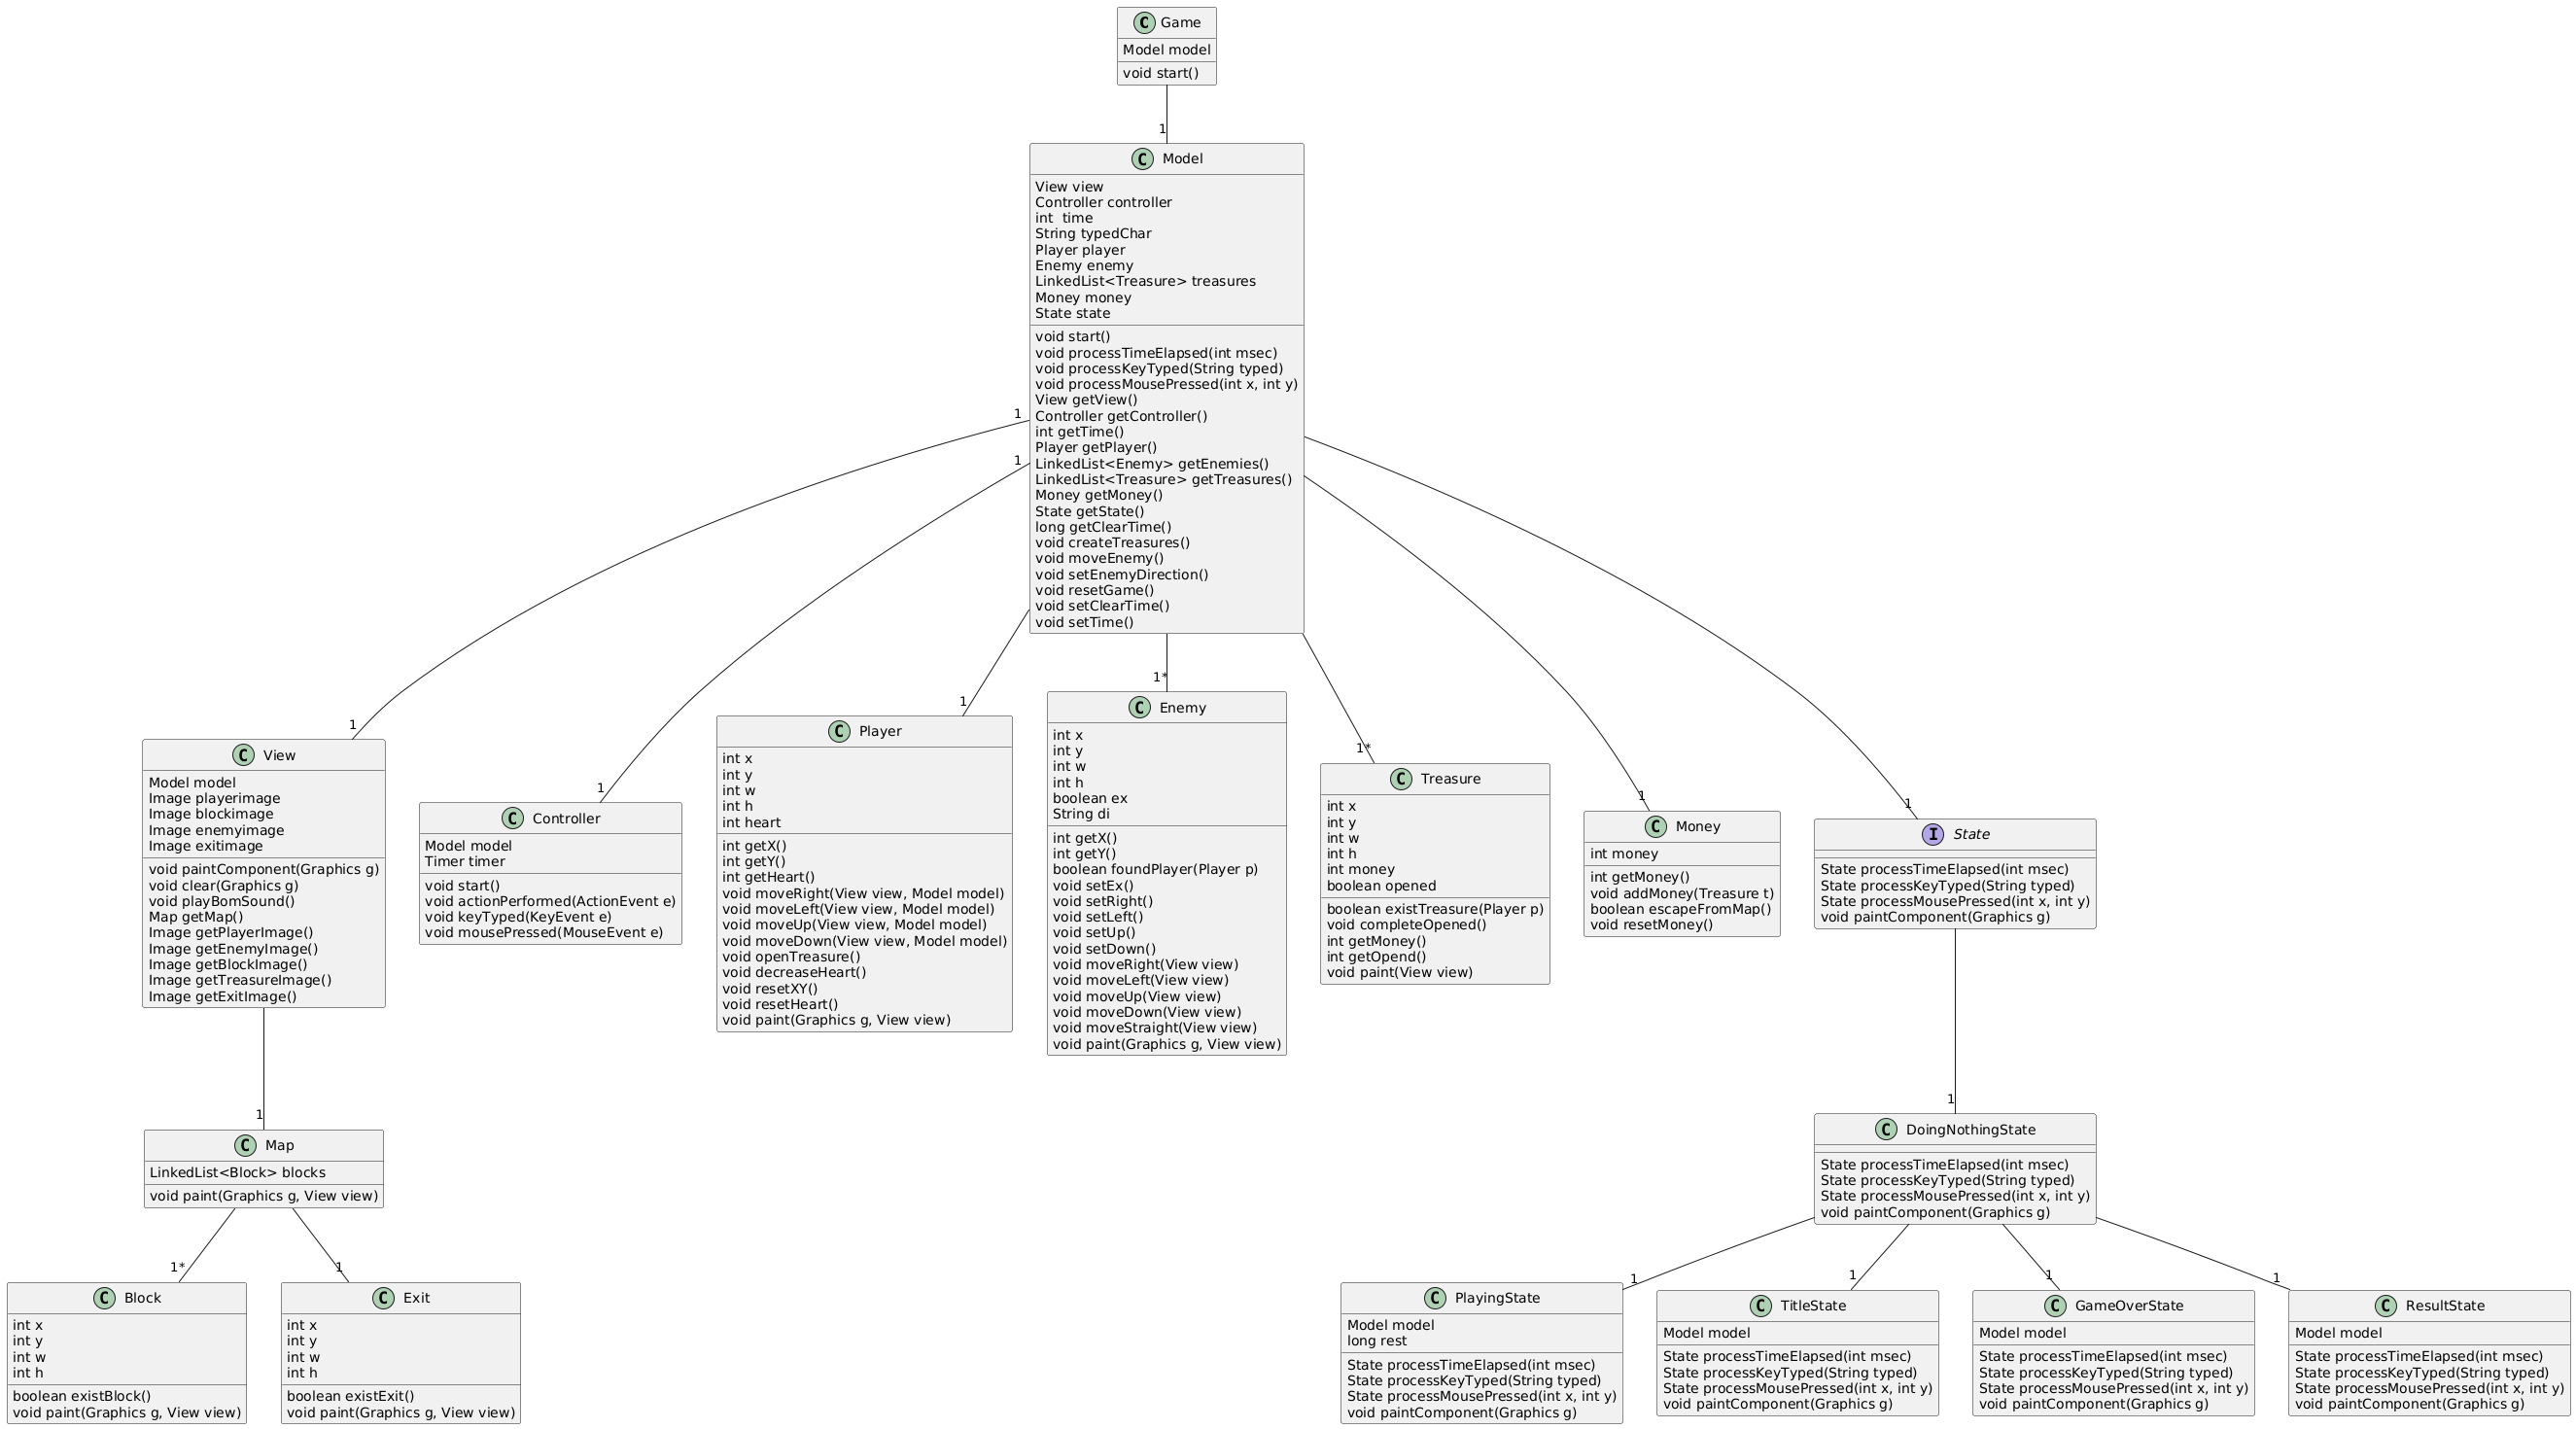 C Game
Model model
void start()
1
C Model
View view
Controller controller
int  time
String typedChar
Player player
Enemy enemy
LinkedList<Treasure> treasures
Money money
State state
void start()
void processTimeElapsed(int msec)
void processKeyTyped(String typed)
void processMousePressed(int x, int y)
View getView()
Controller getController()
int getTime()
Player getPlayer()
LinkedList<Enemy> getEnemies()
LinkedList<Treasure> getTreasures()
Money getMoney()
State getState()
long getClearTime()
void createTreasures()
void moveEnemy()
void setEnemyDirection()
void resetGame()
void setClearTime()
void setTime()
1
1
1
C View
Model model
Image playerimage
Image blockimage
Image enemyimage
Image exitimage
void paintComponent(Graphics g)
void clear(Graphics g)
void playBomSound()
Map getMap()
Image getPlayerImage()
Image getEnemyImage()
Image getBlockImage()
Image getTreasureImage()
Image getExitImage()
1
C Controller
Model model
Timer timer
void start()
void actionPerformed(ActionEvent e)
void keyTyped(KeyEvent e)
void mousePressed(MouseEvent e)
1
C Player
int x
int y
int w
int h
int heart
int getX()
int getY()
int getHeart()
void moveRight(View view, Model model)
void moveLeft(View view, Model model)
void moveUp(View view, Model model)
void moveDown(View view, Model model)
void openTreasure()
void decreaseHeart()
void resetXY()
void resetHeart()
void paint(Graphics g, View view)
1*
C Enemy
int x
int y
int w
int h
boolean ex
String di
int getX()
int getY()
boolean foundPlayer(Player p)
void setEx()
void setRight()
void setLeft()
void setUp()
void setDown()
void moveRight(View view)
void moveLeft(View view)
void moveUp(View view)
void moveDown(View view)
void moveStraight(View view)
void paint(Graphics g, View view)
1*
C Treasure
int x
int y
int w
int h
int money
boolean opened
boolean existTreasure(Player p)
void completeOpened()
int getMoney()
int getOpend()
void paint(View view)
1
C Money
int money
int getMoney()
void addMoney(Treasure t)
boolean escapeFromMap()
void resetMoney()
1
I State
State processTimeElapsed(int msec)
State processKeyTyped(String typed)
State processMousePressed(int x, int y)
void paintComponent(Graphics g)
1
C Map
LinkedList<Block> blocks
void paint(Graphics g, View view)
1
C DoingNothingState
State processTimeElapsed(int msec)
State processKeyTyped(String typed)
State processMousePressed(int x, int y)
void paintComponent(Graphics g)
1*
C Block
int x
int y
int w
int h
boolean existBlock()
void paint(Graphics g, View view)
1
C Exit
int x
int y
int w
int h
boolean existExit()
void paint(Graphics g, View view)
1
C PlayingState
Model model
long rest
State processTimeElapsed(int msec)
State processKeyTyped(String typed)
State processMousePressed(int x, int y)
void paintComponent(Graphics g)
1
C TitleState
Model model
State processTimeElapsed(int msec)
State processKeyTyped(String typed)
State processMousePressed(int x, int y)
void paintComponent(Graphics g)
1
C GameOverState
Model model
State processTimeElapsed(int msec)
State processKeyTyped(String typed)
State processMousePressed(int x, int y)
void paintComponent(Graphics g)
1
C ResultState
Model model
State processTimeElapsed(int msec)
State processKeyTyped(String typed)
State processMousePressed(int x, int y)
void paintComponent(Graphics g)